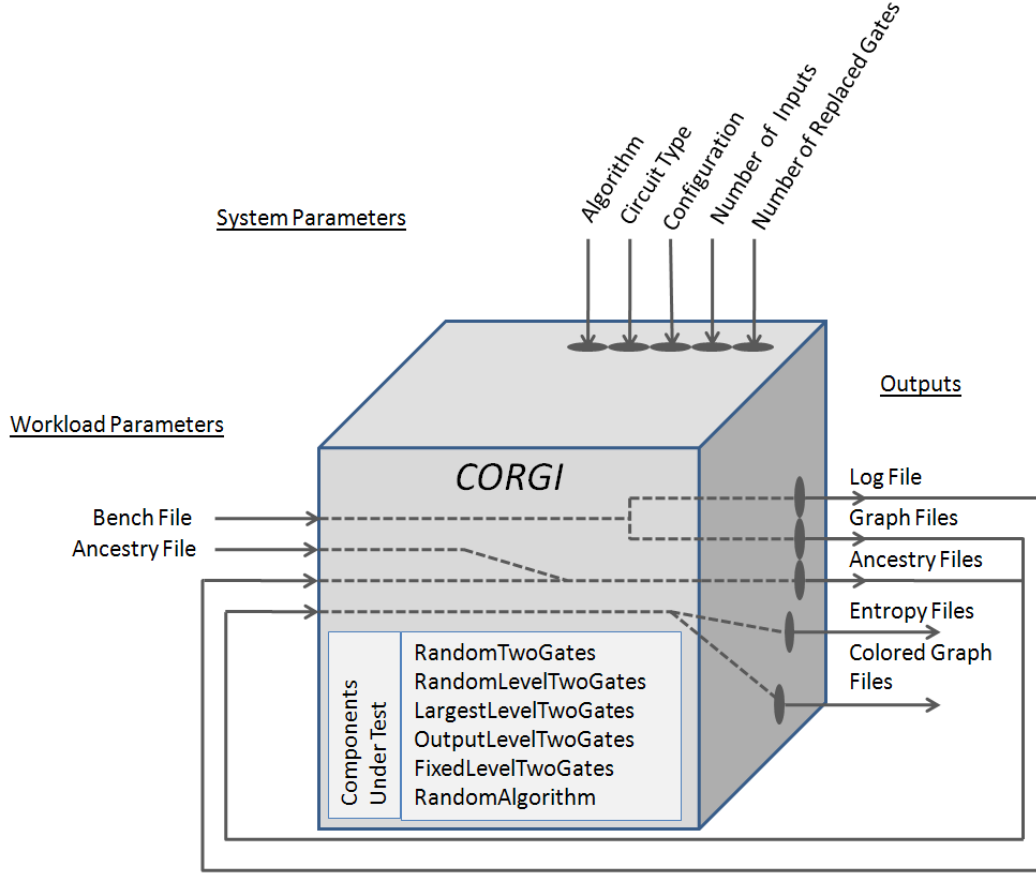 Algorithm
Circuit Type
Configuration
Number of Inputs
Number of Replaced Gates
System Parameters
Outputs
Workload Parameters
CORGI
Log File
Bench File
Graph Files
Ancestry File
Ancestry Files
Entropy Files
Colored Graph
Files
Components
Under Test
RandomTwoGates
RandomLevelTwoGates
LargestLevelTwoGates
OutputLevelTwoGates
FixedLevelTwoGates
RandomAlgorithm